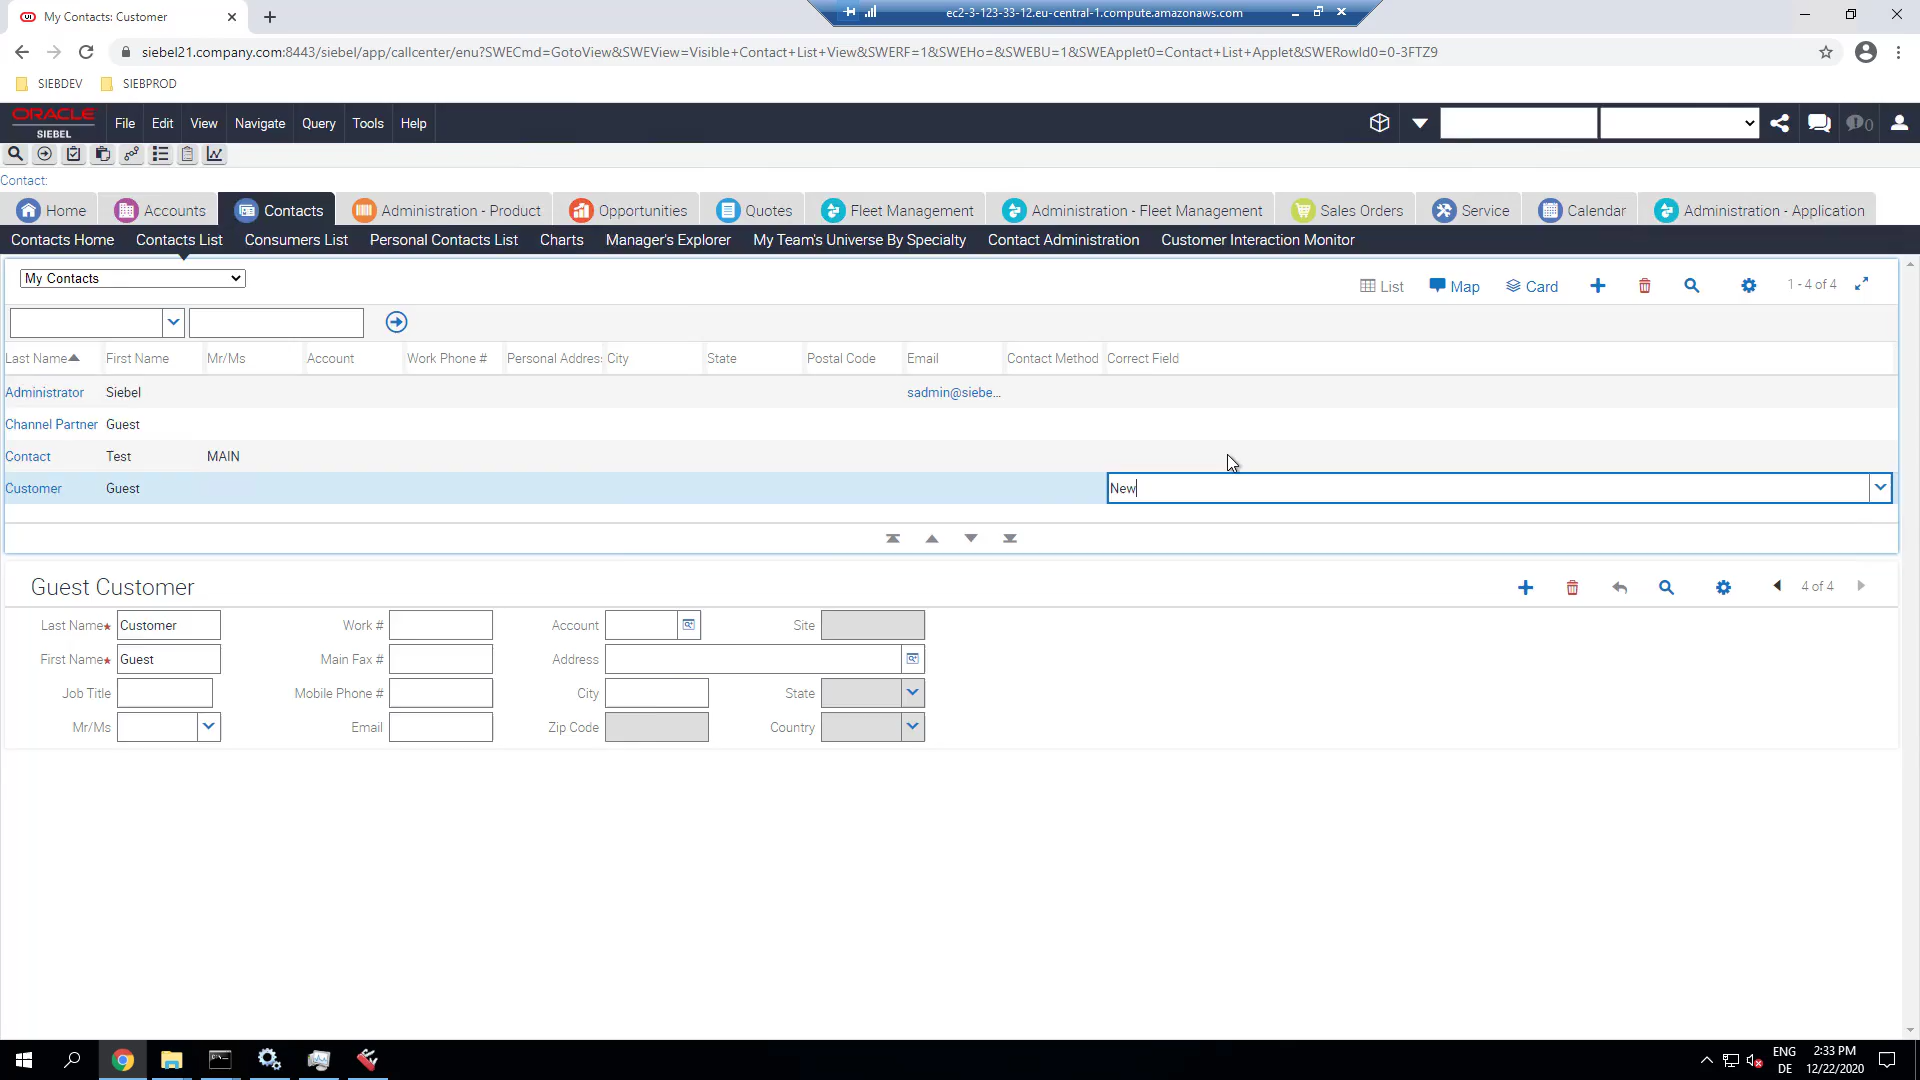 My Contacts: Customer
ec2-3-123-33-12.eu-central-1.compute.amazonaws.com
siebel21.company.com:8443/siebel/app/callcenter/enu?SWECmd=GotoView&SWEView=Visible+Contact+List+View&SWERF=1&SWEHo=&SWEBU=1&SWEApplet0=Contact+List+Applet&SWERowId0=0-3FTZ9
SIEBDEV SIEBPROD
ORACLE
SIEBEL
File Edit View Navigate Query Tools Help
0
Contact:
Home Accounts Contacts Administration - Product Opportunities Quotes Fleet Management Administration - Fleet Management Sales Orders Service Calendar Administration - Application
Contacts Home Contacts List Consumers List Personal Contacts List Charts Manager's Explorer My Team's Universe By Specialty Contact Administration Customer Interaction Monitor
My Contacts List Map Card 1 - 4 of 4
Last Name First Name Mr/Ms Account Work Phone # Personal Address City State Postal Code Email Contact Method Correct Field
Administrator Siebel sadmin@siebe...
Channel Partner Guest
Contact Test MAIN
Customer Guest New
Guest Customer 4 of 4
Last Name Customer Work # Account Site
First Name Guest Main Fax # Address
Job Title Mobile Phone # City State
Mr/Ms Email Zip Code Country
ENG 2:33 PM
DE 12/22/2020